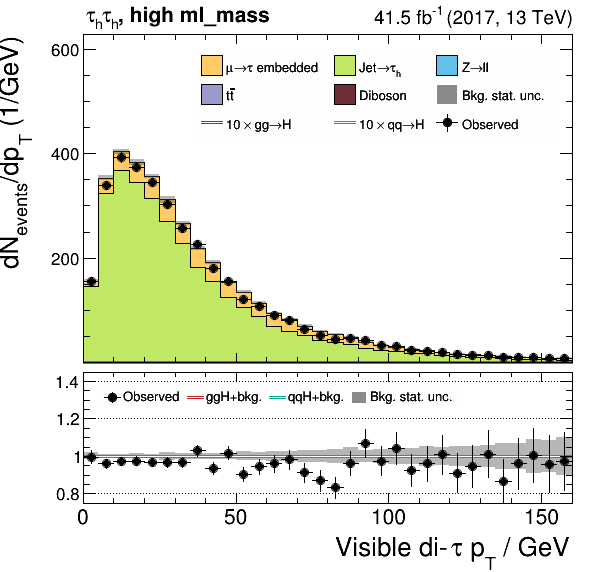 τhτh, high ml_mass 41.5 fb-1 (2017, 13 TeV)
dNevents/dpT (1/GeV)
600
400
200
μ→τ embedded Jet→τh Z→ll
tt̄ Diboson Bkg. stat. unc.
10 × gg→H 10 × qq→H Observed
1.4
1.2
1
0.8
Observed ggH+bkg. qqH+bkg. Bkg. stat. unc.
0 50 100 150
Visible di-τ pT / GeV